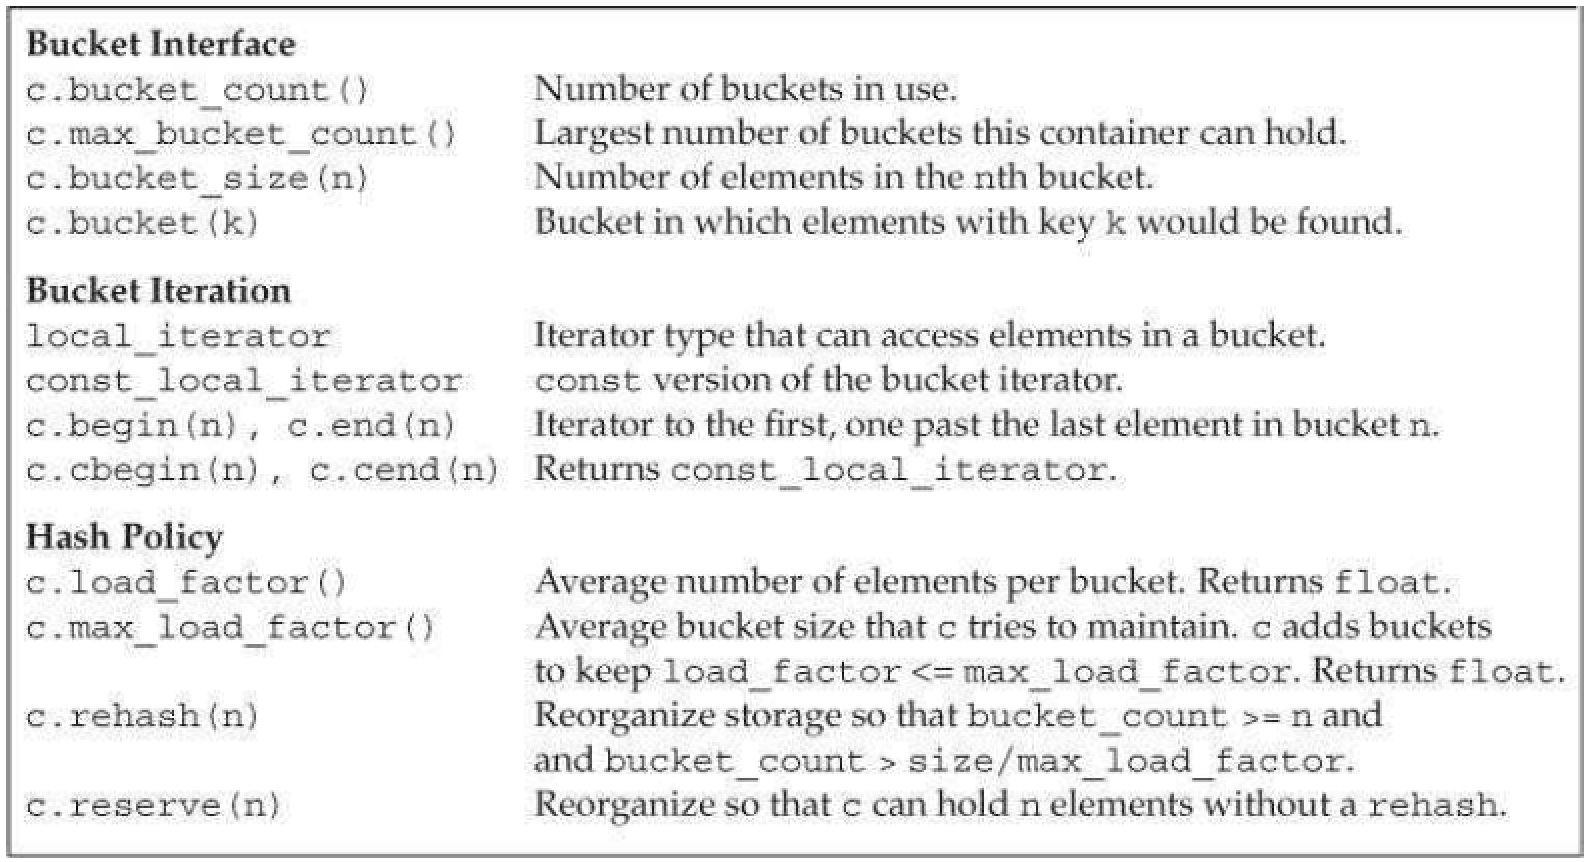 Bucket Interface
c.bucket_count() Number of buckets in use.
c.max_bucket_count() Largest number of buckets this container can hold.
c.bucket_size(n) Number of elements in the nth bucket.
c.bucket(k) Bucket in which elements with key k would be found.
Bucket Iteration
local_iterator Iterator type that can access elements in a bucket.
const_local_iterator const version of the bucket iterator.
c.begin(n), c.end(n) Iterator to the first, one past the last element in bucket n.
c.cbegin(n), c.cend(n) Returns const_local_iterator.
Hash Policy
c.load_factor() Average number of elements per bucket. Returns float.
c.max_load_factor() Average bucket size that c tries to maintain. c adds buckets
to keep load_factor <= max_load_factor. Returns float.
c.rehash(n) Reorganize storage so that bucket_count >= n and
and bucket_count > size/max_load_factor.
c.reserve(n) Reorganize so that c can hold n elements without a rehash.